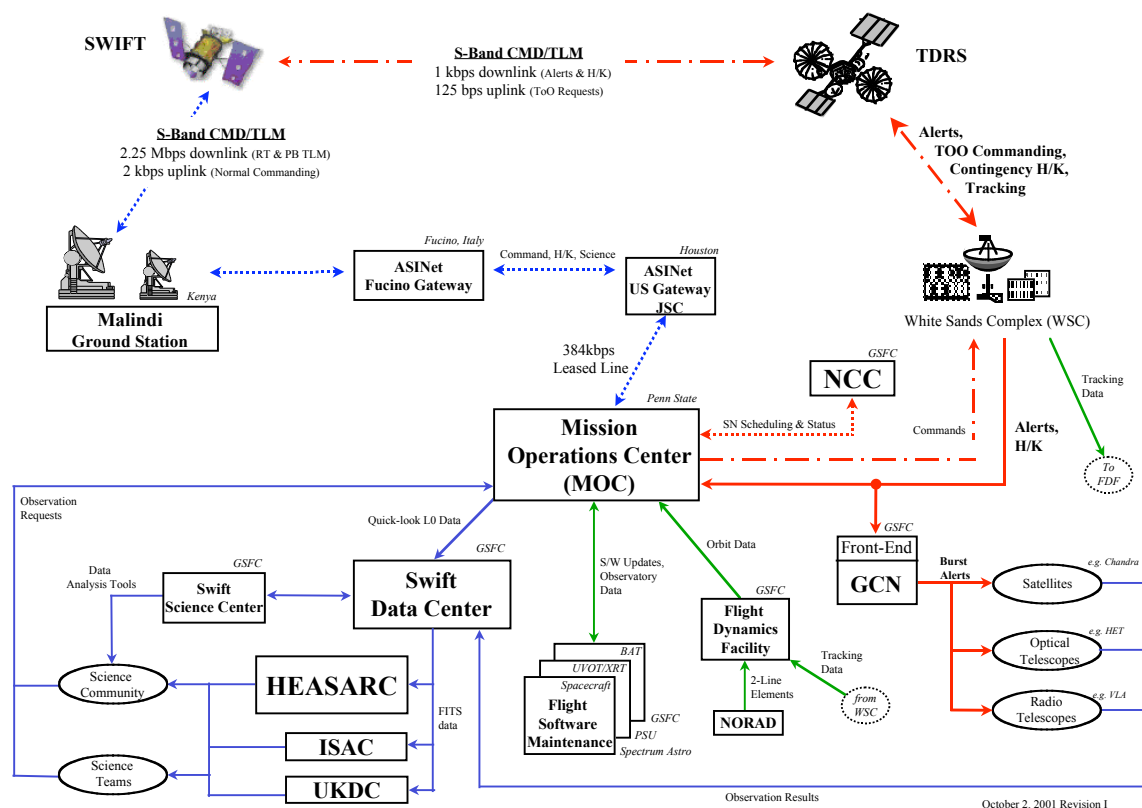 SWIFT
S-Band CMD/TLM
1 kbps downlink (Alerts & H/K)
125 bps uplink (ToO Requests)
TDRS
S-Band CMD/TLM
2.25 Mbps downlink (RT & PB TLM)
2 kbps uplink (Normal Commanding)
Alerts,
TOO Commanding,
Contingency H/K,
Tracking
Kenya
Malindi
Ground Station
Fucino, Italy
ASINet
Fucino Gateway
Command, H/K, Science
Houston
ASINet
US Gateway
JSC
White Sands Complex (WSC)
384kbps
Leased Line
GSFC
NCC
Tracking
Data
Penn State
Mission
Operations Center
(MOC)
SN Scheduling & Status
Commands
Alerts,
H/K
To
FDF
Observation
Requests
Quick-look L0 Data
GSFC
Swift
Data Center
S/W Updates,
Observatory
Data
Orbit Data
GSFC
Front-End
GCN
Burst
Alerts
e.g. Chandra
Satellites
e.g. HET
Optical
Telescopes
e.g. VLA
Radio
Telescopes
Data
Analysis Tools
GSFC
Swift
Science Center
GSFC
Flight
Dynamics
Facility
Tracking
Data
from
WSC
2-Line
Elements
NORAD
BAT
UVOT/XRT
Spacecraft
Flight
Software
Maintenance
GSFC
PSU
Spectrum Astro
Science
Community
HEASARC
FITS
data
ISAC
Science
Teams
UKDC
Observation Results
October 2, 2001 Revision I